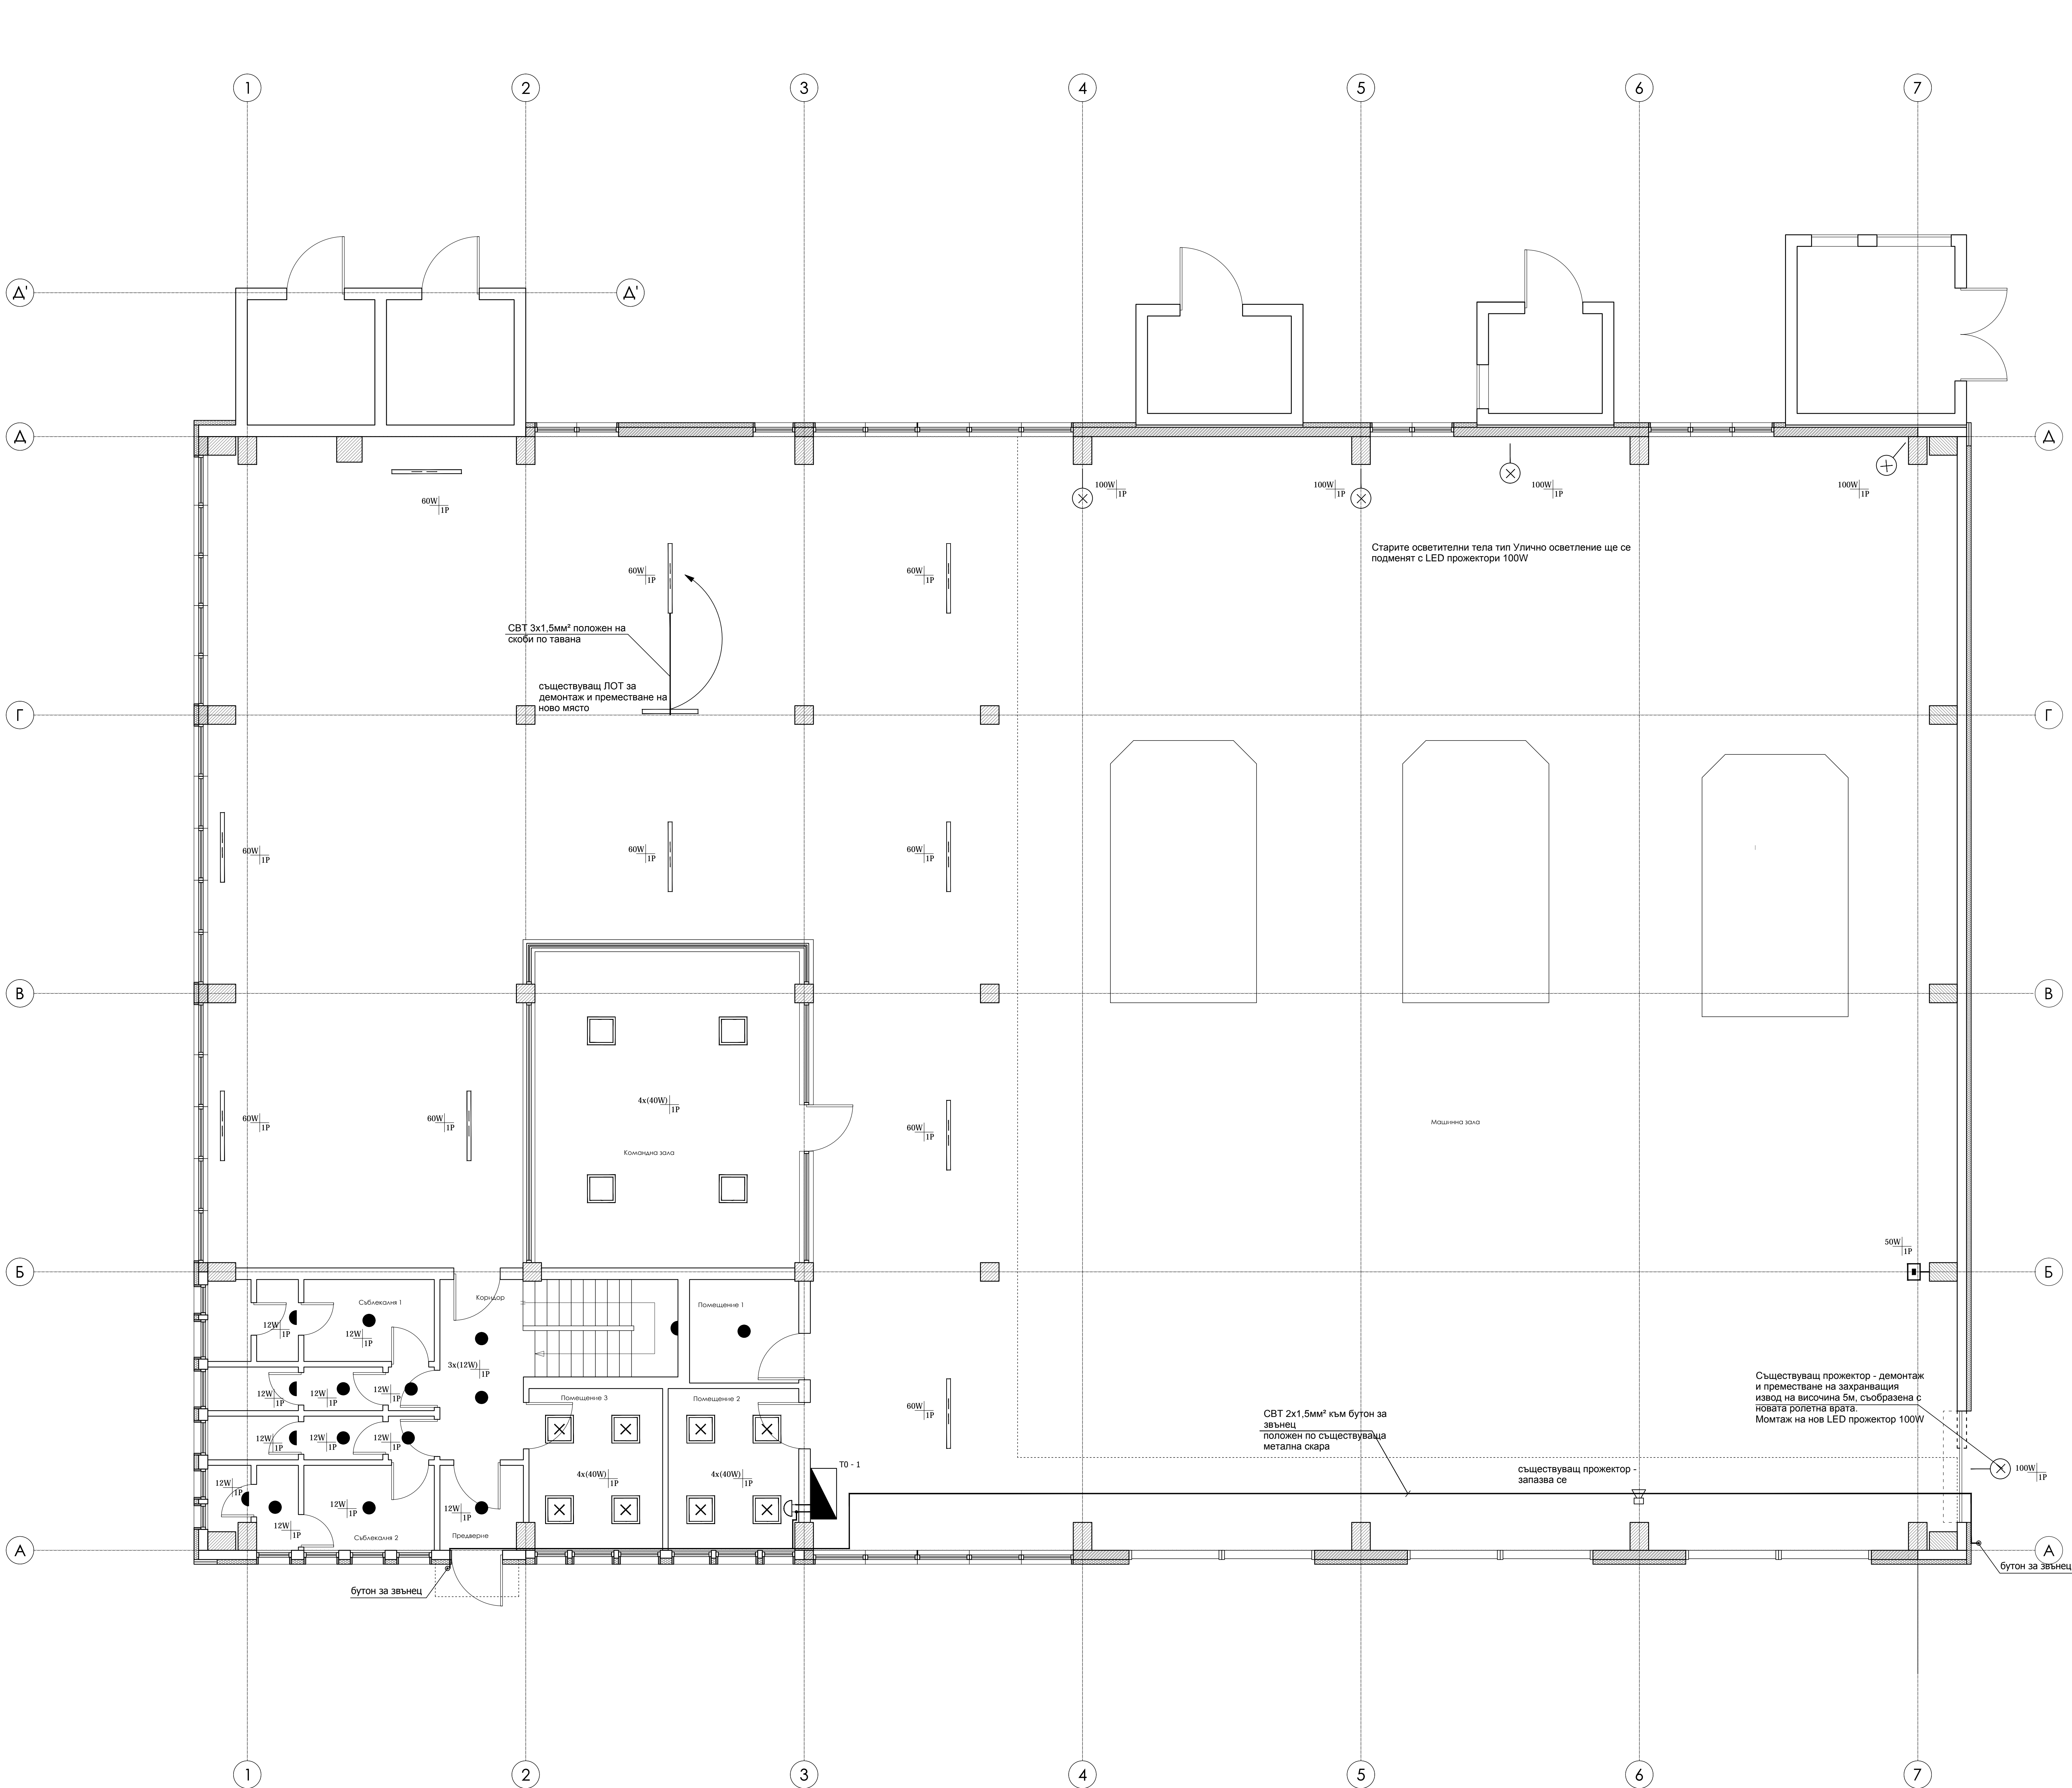 1
2
3
4
5
6
7
Д'
Д'
Д
Д
100W
1P
100W
1P
100W
1P
100W
1P
60W
1P
Старите осветителни тела тип Улично осветление ще се
подменят с LED прожектори 100W
60W
1P
60W
1P
СВТ 3х1,5мм² положен на
скоби по тавана
съществуващ ЛОТ за
демонтаж и преместване на
ново място
Г
Г
60W
1P
60W
1P
60W
1P
В
В
4x(40W)
1P
60W
1P
60W
1P
60W
1P
Машинна зала
Командна зала
50W
1P
Б
Б
Коридор
Съблекалня 1
Помещение 1
12W
1P
12W
1P
3x(12W)
1P
12W
1P
12W
1P
12W
1P
Помещение 3
Помещение 2
Съществуващ прожектор - демонтаж
и преместване на захранващия
извод на височина 5м, съобразена с
новата ролетна врата.
Момтаж на нов LED прожектор 100W
60W
1P
СВТ 2х1,5мм² към бутон за
звънец
положен по съществуваща
метална скара
12W
1P
12W
1P
12W
1P
T0 - 1
съществуващ прожектор -
запазва се
100W
1P
4x(40W)
1P
4x(40W)
1P
12W
1P
12W
1P
12W
1P
12W
1P
Съблекалня 2
Предверие
А
А
бутон за звънец
бутон за звънец
1
2
3
4
5
6
7